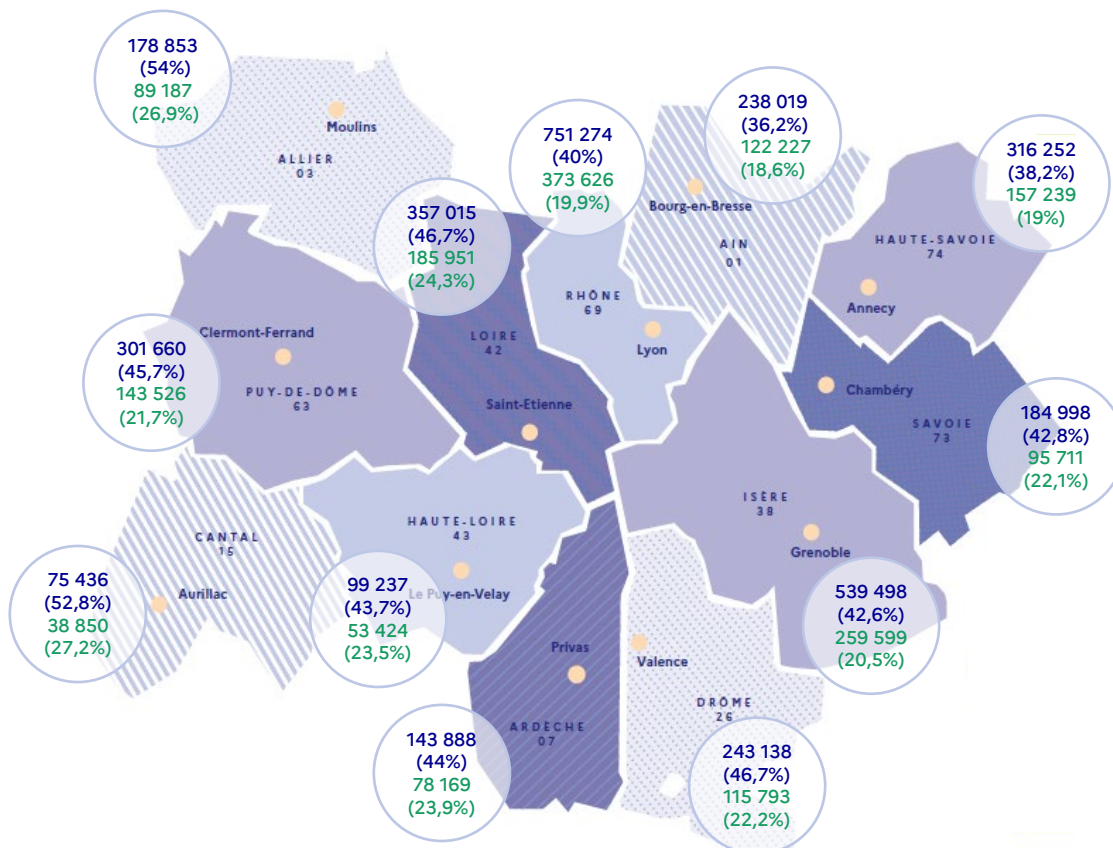 178 853
(54%)
89 187
(26,9%)
Moulins
ALLIER
03
751 274
(40%)
373 626
(19,9%)
238 019
(36,2%)
122 227
(18,6%)
Bourg-en-Bresse
AIN
01
316 252
(38,2%)
157 239
(19%)
HAUTE-SAVOIE
74
Annecy
357 015
(46,7%)
185 951
(24,3%)
LOIRE
42
Saint-Etienne
RHÔNE
69
Lyon
Clermont-Ferrand
301 660
(45,7%)
143 526
(21,7%)
PUY-DE-DÔME
63
Chambéry
SAVOIE
73
184 998
(42,8%)
95 711
(22,1%)
CANTAL
15
Aurillac
75 436
(52,8%)
38 850
(27,2%)
HAUTE-LOIRE
43
Le Puy-en-Velay
99 237
(43,7%)
53 424
(23,5%)
ISÈRE
38
Grenoble
539 498
(42,6%)
259 599
(20,5%)
Privas
ARDÈCHE
07
143 888
(44%)
78 169
(23,9%)
Valence
DRÔME
26
243 138
(46,7%)
115 793
(22,2%)